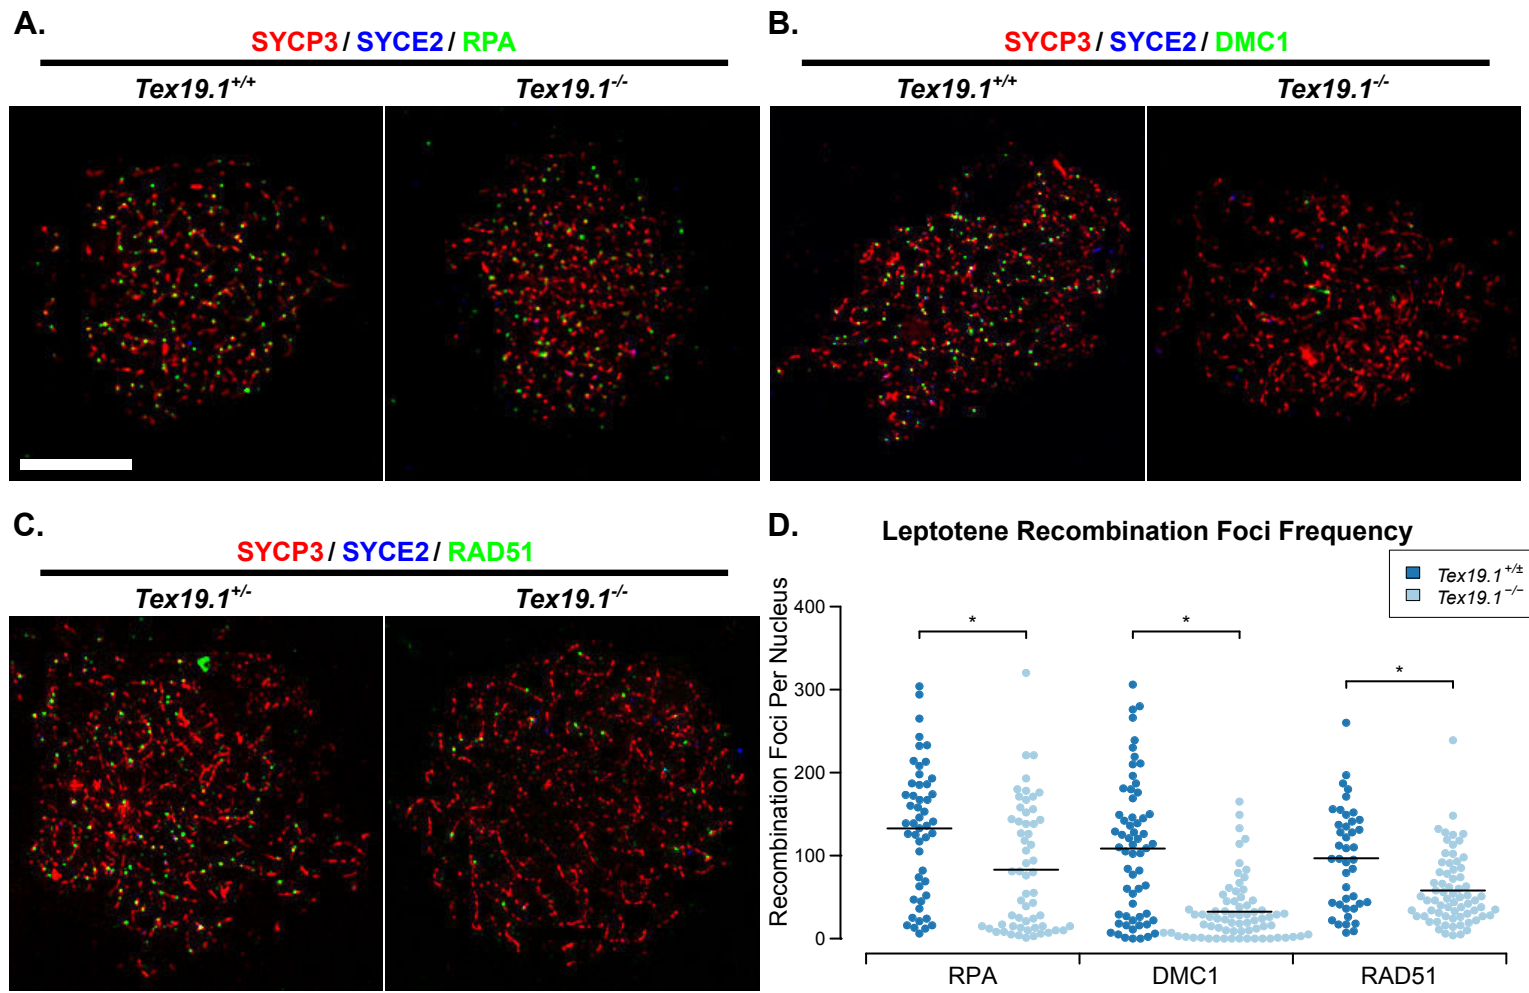 A.
SYCP3 / SYCE2 / RPA
Tex19.1+/+ Tex19.1-/-
B.
SYCP3 / SYCE2 / DMC1
Tex19.1+/+ Tex19.1-/-
C.
SYCP3 / SYCE2 / RAD51
Tex19.1+/- Tex19.1-/-
D.
Leptotene Recombination Foci Frequency
Tex19.1+/±
Tex19.1−/−
Recombination Foci Per Nucleus
400
300
200
100
0
* * *
RPA DMC1 RAD51